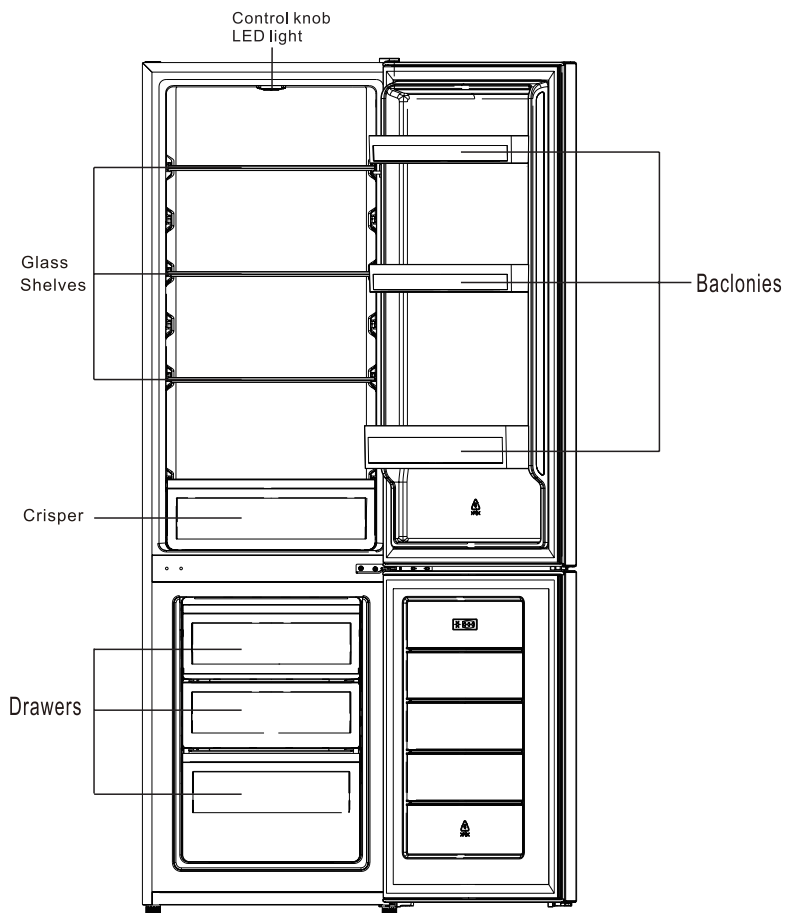 Control knob
LED light
Glass
Shelves
Baclonies
Crisper
Drawers